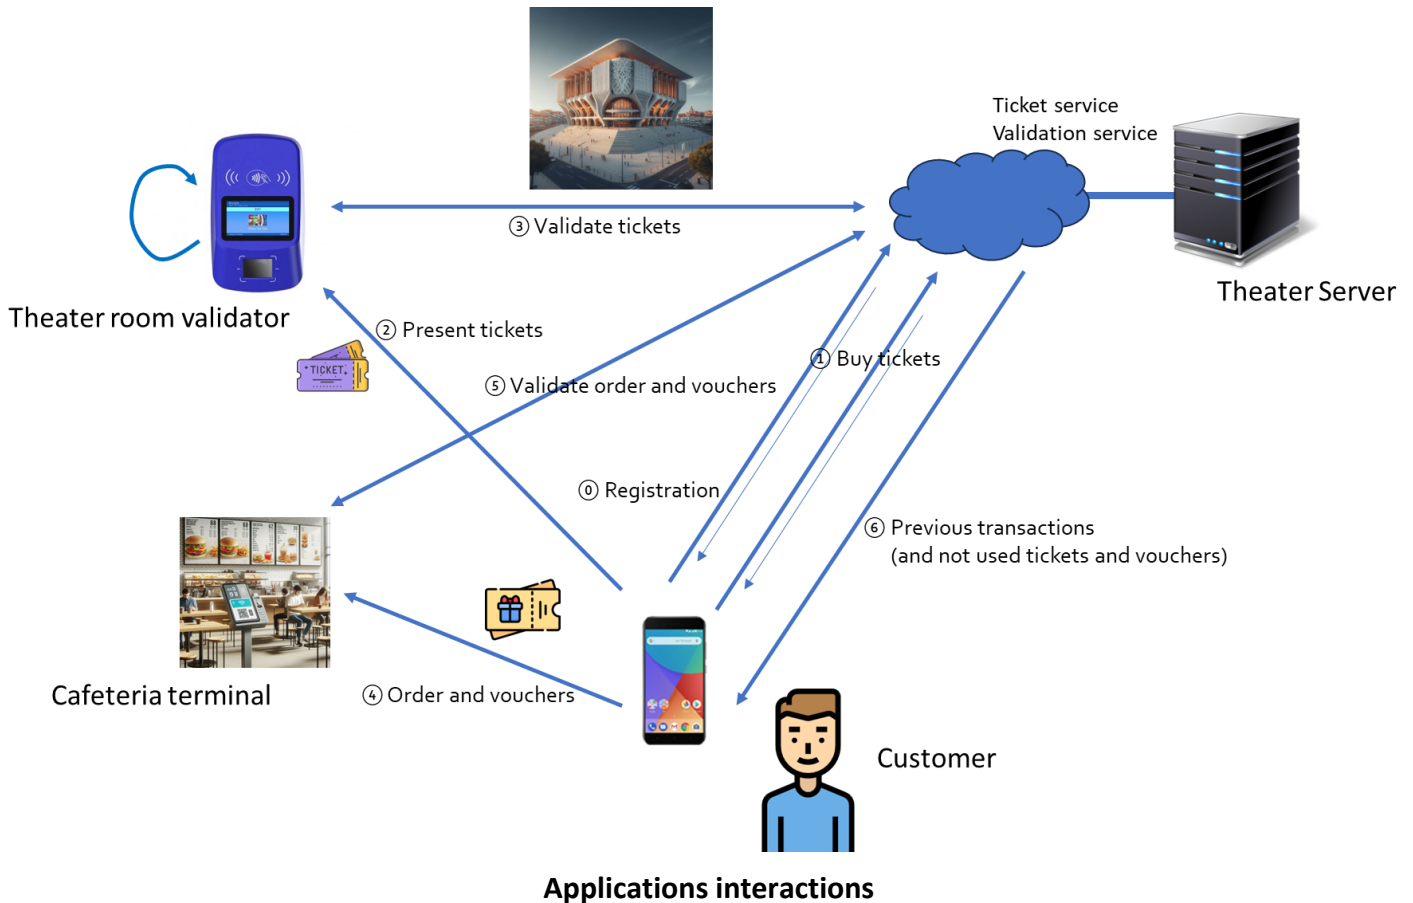 Ticket service
Validation service
③ Validate tickets
Theater Server
Theater room validator
② Present tickets
TICKET
① Buy tickets
⑤ Validate order and vouchers
⓪ Registration
⑥ Previous transactions
(and not used tickets and vouchers)
Cafeteria terminal
④ Order and vouchers
Customer
Applications interactions